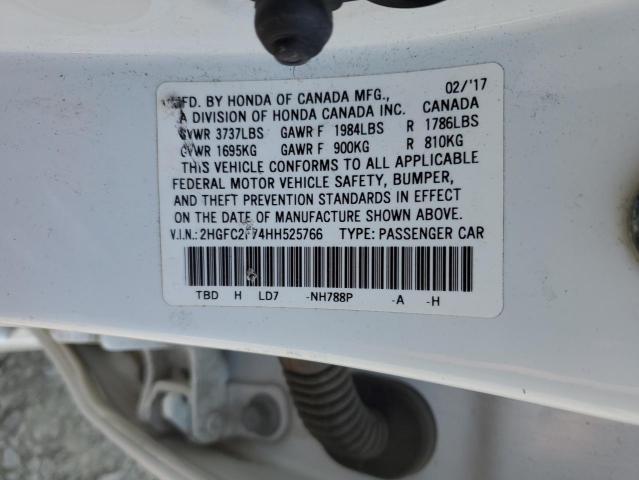 MFD. BY HONDA OF CANADA MFG., 02/'17
A DIVISION OF HONDA CANADA INC. CANADA
GVWR 3737LBS GAWR F 1984LBS R 1786LBS
GVWR 1695KG GAWR F 900KG R 810KG
THIS VEHICLE CONFORMS TO ALL APPLICABLE
FEDERAL MOTOR VEHICLE SAFETY, BUMPER,
AND THEFT PREVENTION STANDARDS IN EFFECT
ON THE DATE OF MANUFACTURE SHOWN ABOVE.
V.I.N.: 2HGFC2F74HH525766 TYPE: PASSENGER CAR
TBD H LD7 -NH788P -A -H